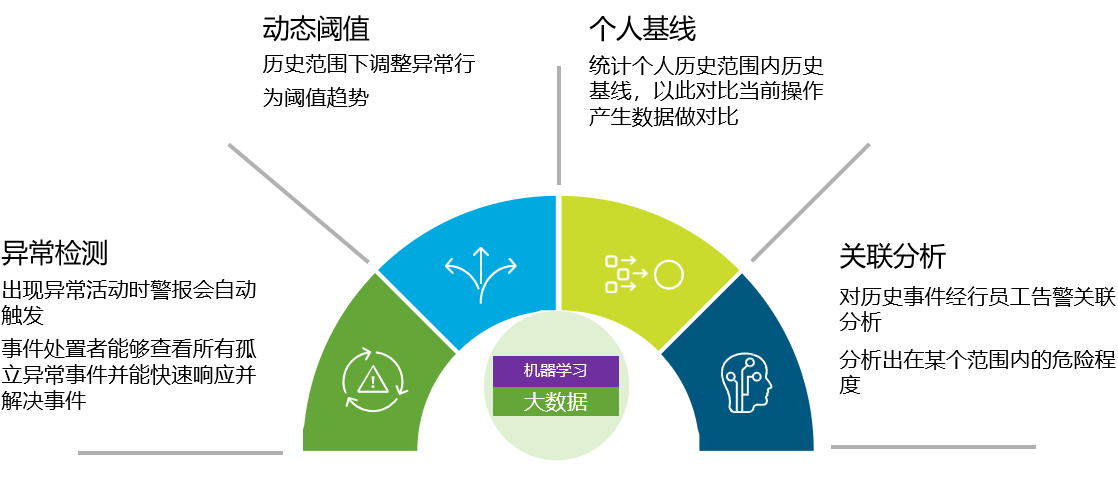 动态阈值
历史范围下调整异常行
为阈值趋势
个人基线
统计个人历史范围内历史
基线，以此对比当前操作
产生数据做对比
异常检测
出现异常活动时警报会自动
触发
事件处置者能够查看所有孤
立异常事件并能快速响应并
解决事件
关联分析
对历史事件经行员工告警关联
分析
分析出在某个范围内的危险程
度
机器学习
大数据